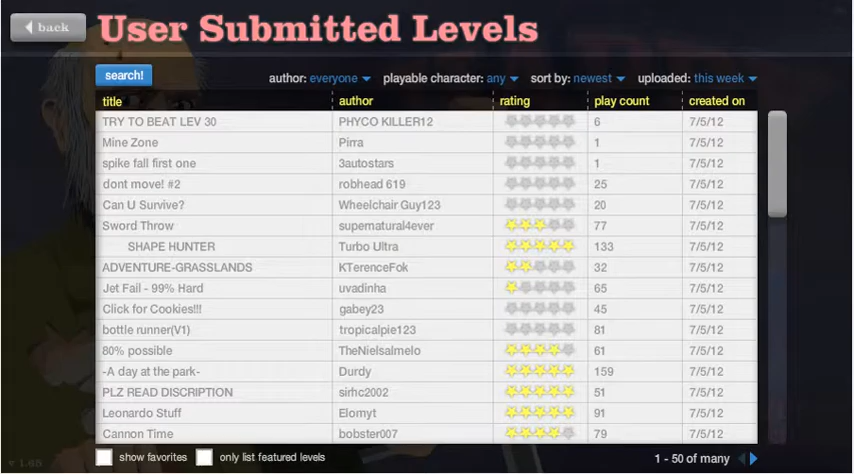 back
User Submitted Levels
search!
author: everyone playable character: any sort by: newest uploaded: this week
title author rating play count created on
TRY TO BEAT LEV 30 PHYCO KILLER12 6 7/5/12
Mine Zone Pirra 1 7/5/12
spike fall first one 3autostars 1 7/5/12
dont move! #2 robhead 619 25 7/5/12
Can U Survive? Wheelchair Guy123 20 7/5/12
Sword Throw supernatural4ever 77 7/5/12
SHAPE HUNTER Turbo Ultra 133 7/5/12
ADVENTURE-GRASSLANDS KTerenceFok 32 7/5/12
Jet Fail - 99% Hard uvadinha 65 7/5/12
Click for Cookies!!! gabey23 45 7/5/12
bottle runner(V1) tropicalpie123 81 7/5/12
80% possible TheNielsalmelo 61 7/5/12
-A day at the park- Durdy 159 7/5/12
PLZ READ DISCRIPTION sirhc2002 51 7/5/12
Leonardo Stuff Elomyt 91 7/5/12
Cannon Time bobster007 79 7/5/12
show favorites only list featured levels 1 - 50 of many
v 1.65